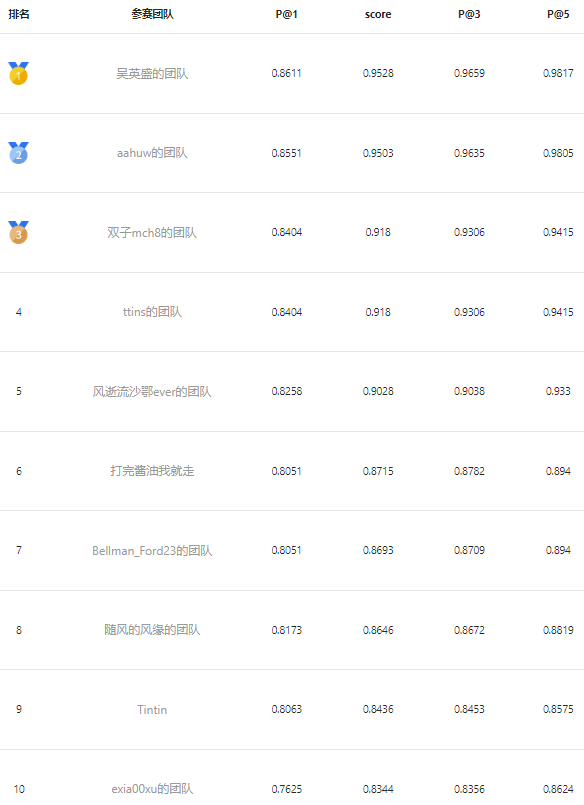 排名 参赛团队 P@1 score P@3 P@5
1 吴英盛的团队 0.8611 0.9528 0.9659 0.9817
2 aahuw的团队 0.8551 0.9503 0.9635 0.9805
3 双子mch8的团队 0.8404 0.918 0.9306 0.9415
4 ttins的团队 0.8404 0.918 0.9306 0.9415
5 风逝流沙鄂ever的团队 0.8258 0.9028 0.9038 0.933
6 打完酱油我就走 0.8051 0.8715 0.8782 0.894
7 Bellman_Ford23的团队 0.8051 0.8693 0.8709 0.894
8 随风的风缘的团队 0.8173 0.8646 0.8672 0.8819
9 Tintin 0.8063 0.8436 0.8453 0.8575
10 exia00xu的团队 0.7625 0.8344 0.8356 0.8624